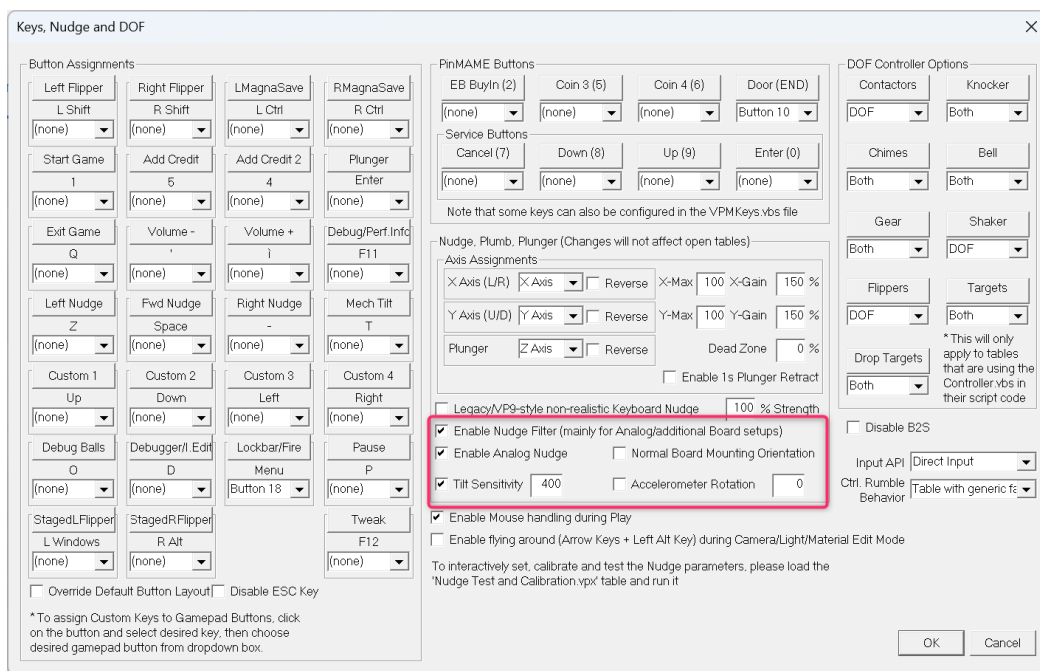 Keys, Nudge and DOF
Button Assignments
Left Flipper Right Flipper LMagnaSave RMagnaSave
L Shift R Shift L Ctrl R Ctrl
(none) (none) (none) (none)
Start Game Add Credit Add Credit 2 Plunger
1 5 4 Enter
(none) (none) (none) (none)
Exit Game Volume - Volume + Debug/Perf.Info
Q ' ì F11
(none) (none) (none) (none)
Left Nudge Fwd Nudge Right Nudge Mech Tilt
Z Space - T
(none) (none) (none) (none)
Custom 1 Custom 2 Custom 3 Custom 4
Up Down Left Right
(none) (none) (none) (none)
Debug Balls Debugger/I.Edit Lockbar/Fire Pause
O D Menu P
(none) (none) Button 18 (none)
StagedLFlipper StagedRFlipper Tweak
L Windows R Alt F12
(none) (none) (none)
Override Default Button Layout Disable ESC Key
* To assign Custom Keys to Gamepad Buttons, click
on the button and select desired key, then choose
desired gamepad button from dropdown box.
PinMAME Buttons
EB BuyIn (2) Coin 3 (5) Coin 4 (6) Door (END)
(none) (none) (none) Button 10
Service Buttons
Cancel (7) Down (8) Up (9) Enter (0)
(none) (none) (none) (none)
Note that some keys can also be configured in the VPMKeys.vbs file
Nudge, Plumb, Plunger (Changes will not affect open tables)
Axis Assignments
X Axis (L/R) X Axis Reverse X-Max 100 X-Gain 150 %
Y Axis (U/D) Y Axis Reverse Y-Max 100 Y-Gain 150 %
Plunger Z Axis Reverse Dead Zone 0 %
Enable 1s Plunger Retract
Legacy/VP9-style non-realistic Keyboard Nudge 100 % Strength
Enable Nudge Filter (mainly for Analog/additional Board setups)
Enable Analog Nudge Normal Board Mounting Orientation
Tilt Sensitivity 400 Accelerometer Rotation 0
Enable Mouse handling during Play
Enable flying around (Arrow Keys + Left Alt Key) during Camera/Light/Material Edit Mode
To interactively set, calibrate and test the Nudge parameters, please load the
'Nudge Test and Calibration.vpx' table and run it
DOF Controller Options
Contactors Knocker
DOF Both
Chimes Bell
Both Both
Gear Shaker
Both DOF
Flippers Targets
DOF Both
Drop Targets
Both
* This will only
apply to tables
that are using the
Controller.vbs in
their script code
Disable B2S
Input API Direct Input
Ctrl. Rumble
Behavior Table with generic fa
OK Cancel